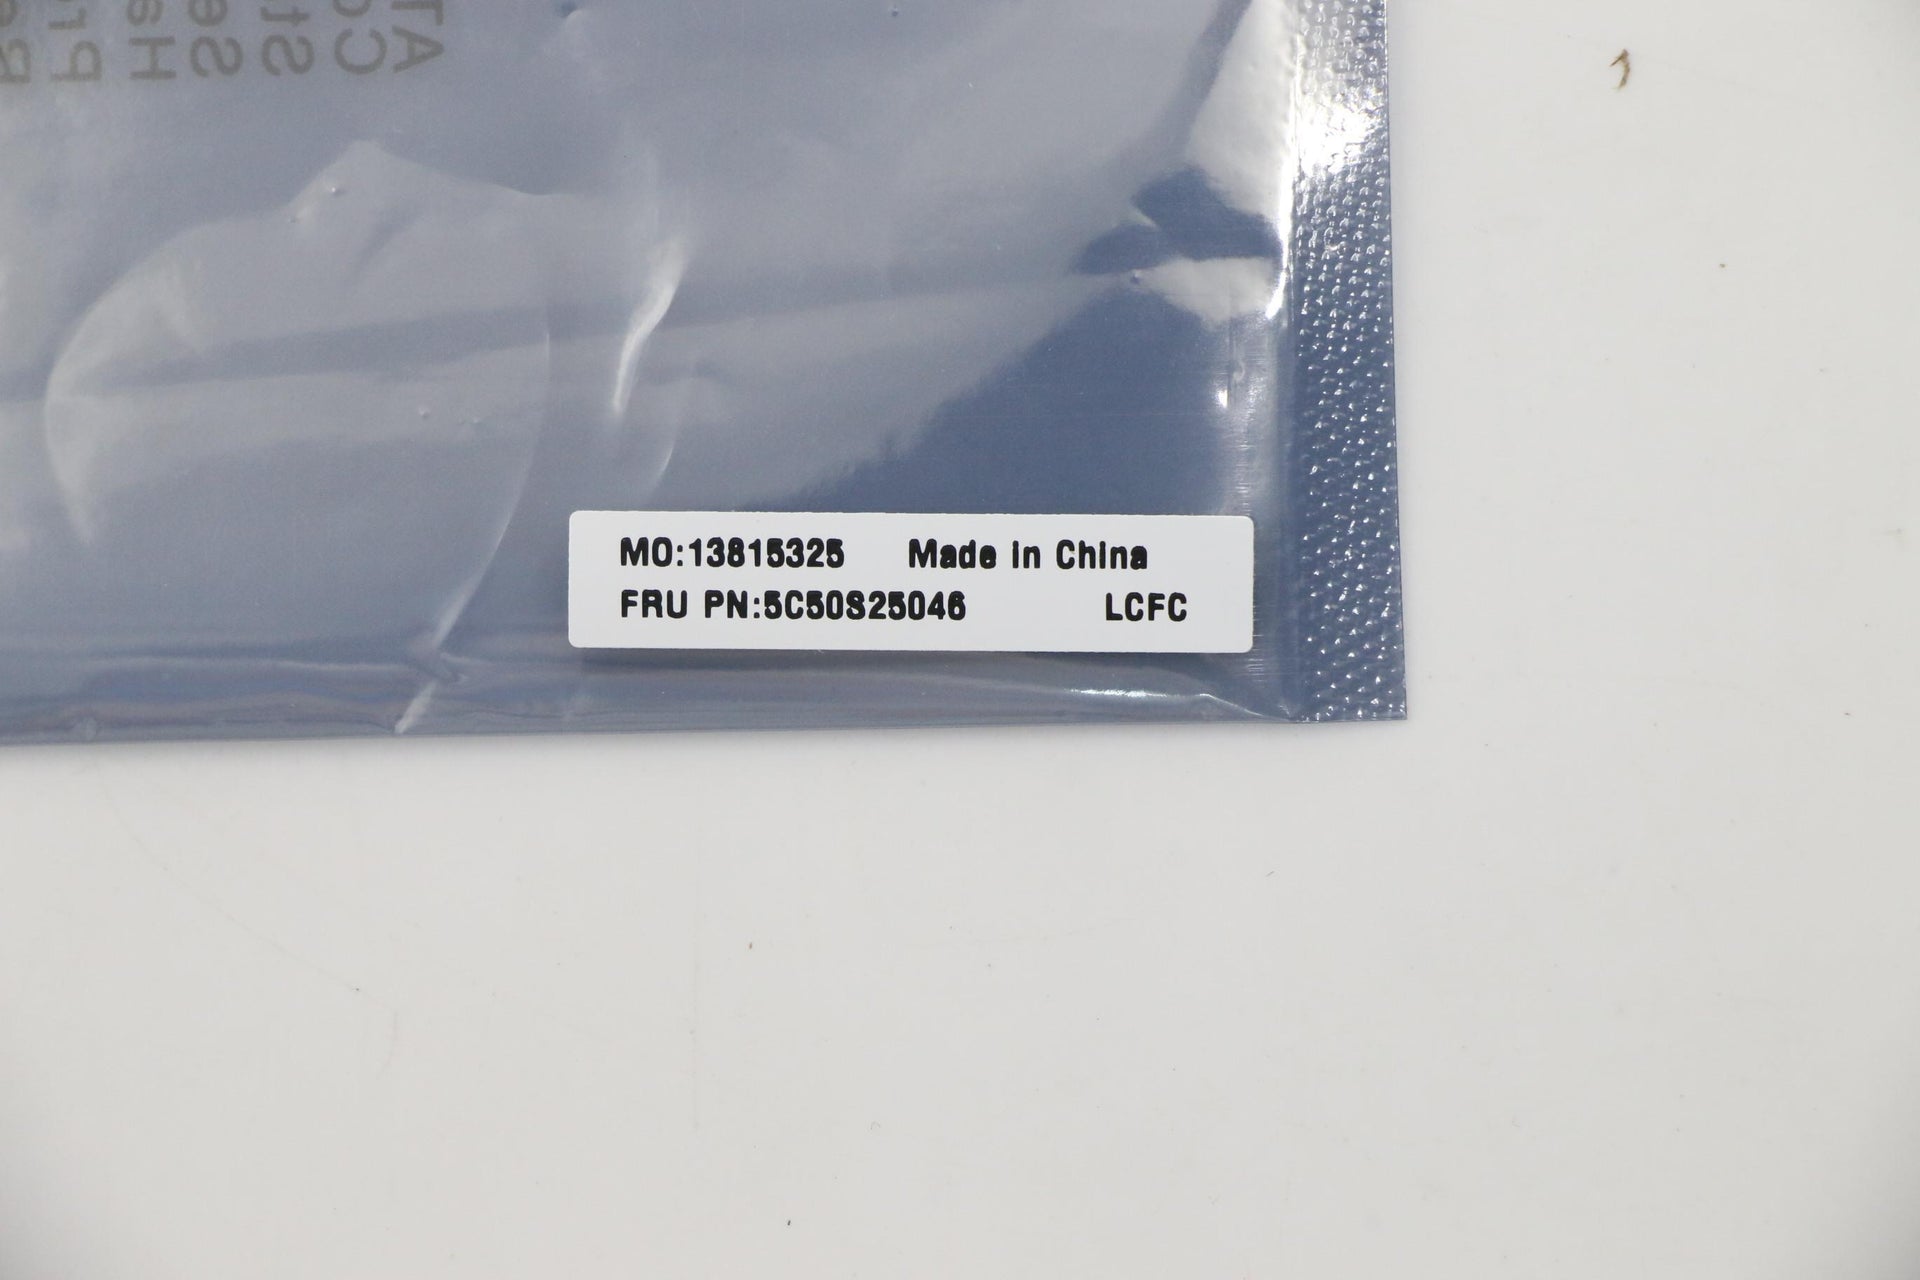 MO:13815325 Made in China
FRU PN:5C50S25046 LCFC